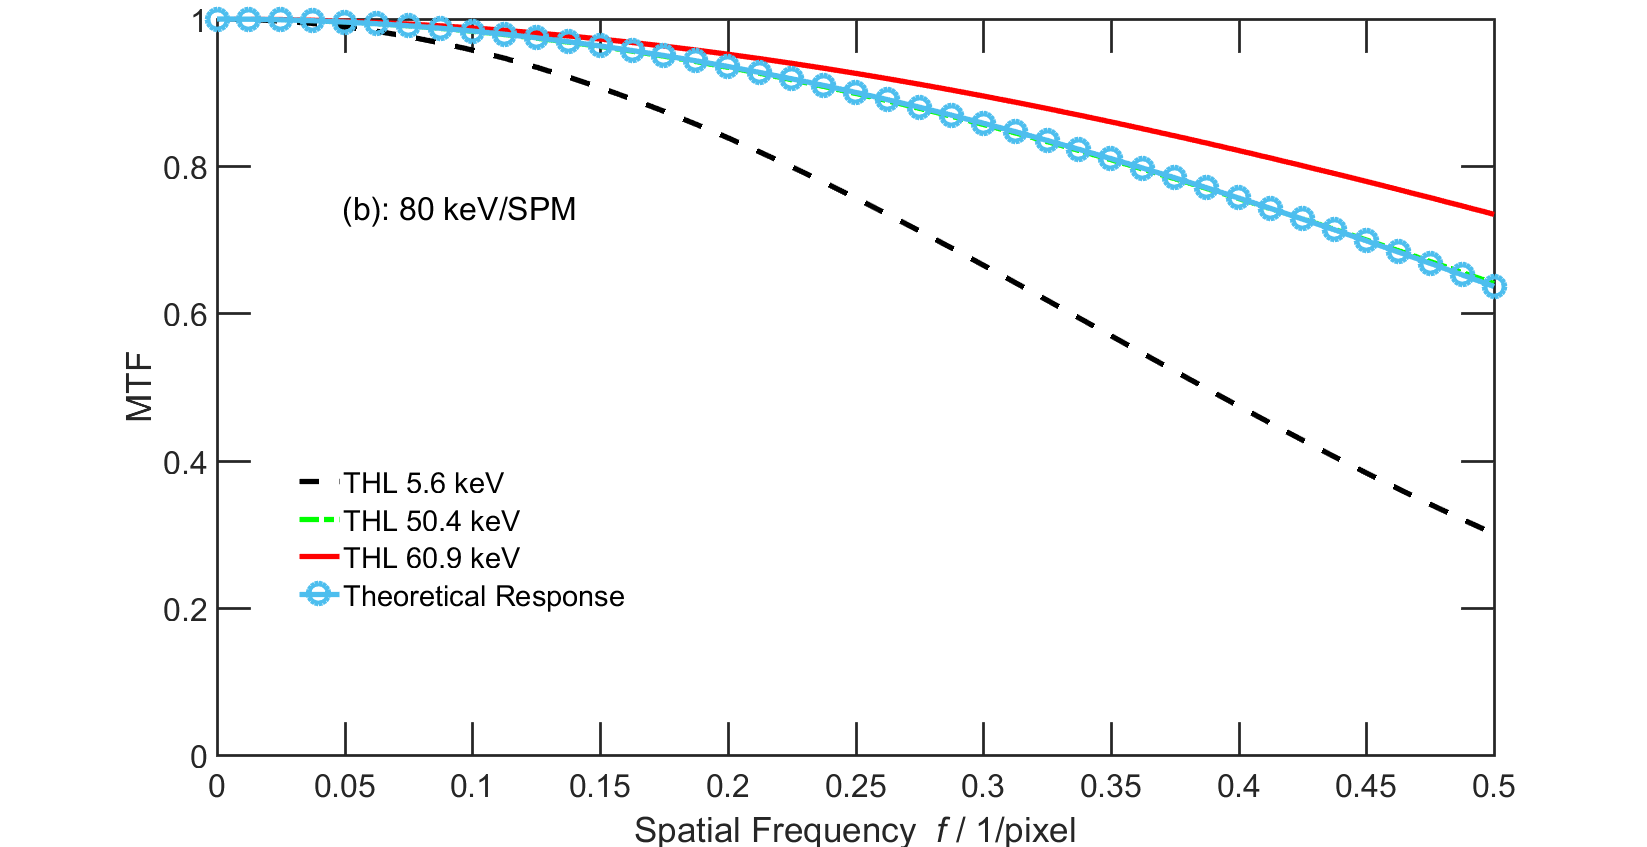 1
0.8
0.6
0.4
0.2
0
MTF
(b): 80 keV/SPM
THL 5.6 keV
THL 50.4 keV
THL 60.9 keV
Theoretical Response
0 0.05 0.1 0.15 0.2 0.25 0.3 0.35 0.4 0.45 0.5
Spatial Frequency f / 1/pixel